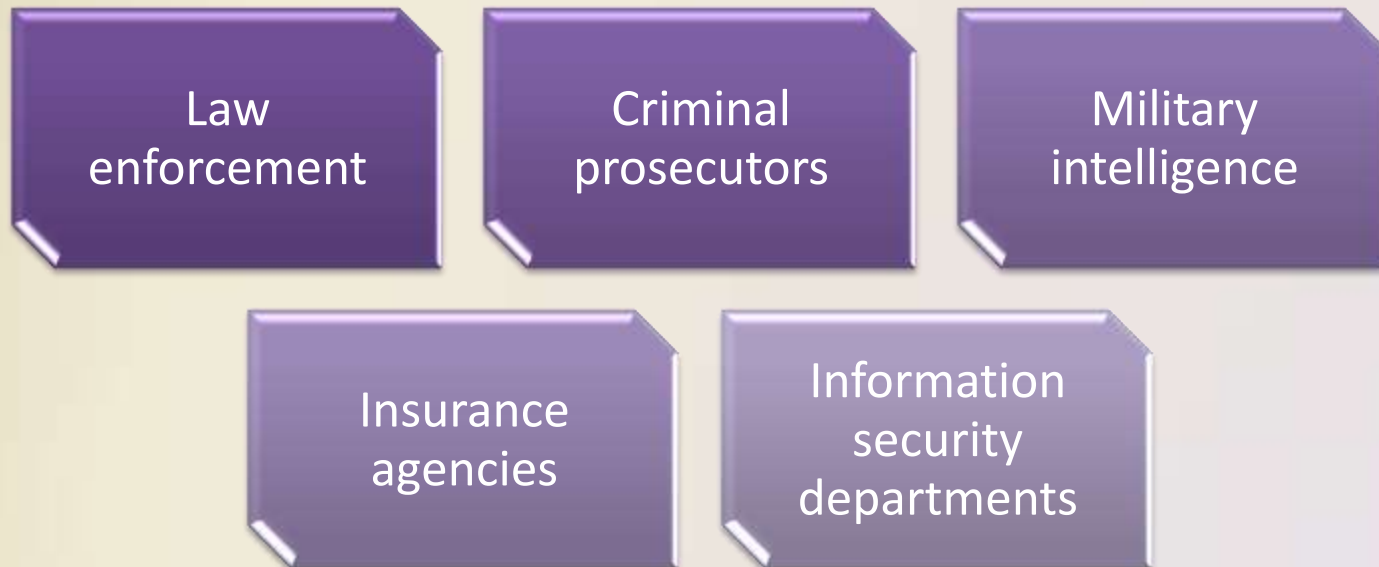 Law
enforcement
Criminal
prosecutors
Military
intelligence
Insurance
agencies
Information
security
departments